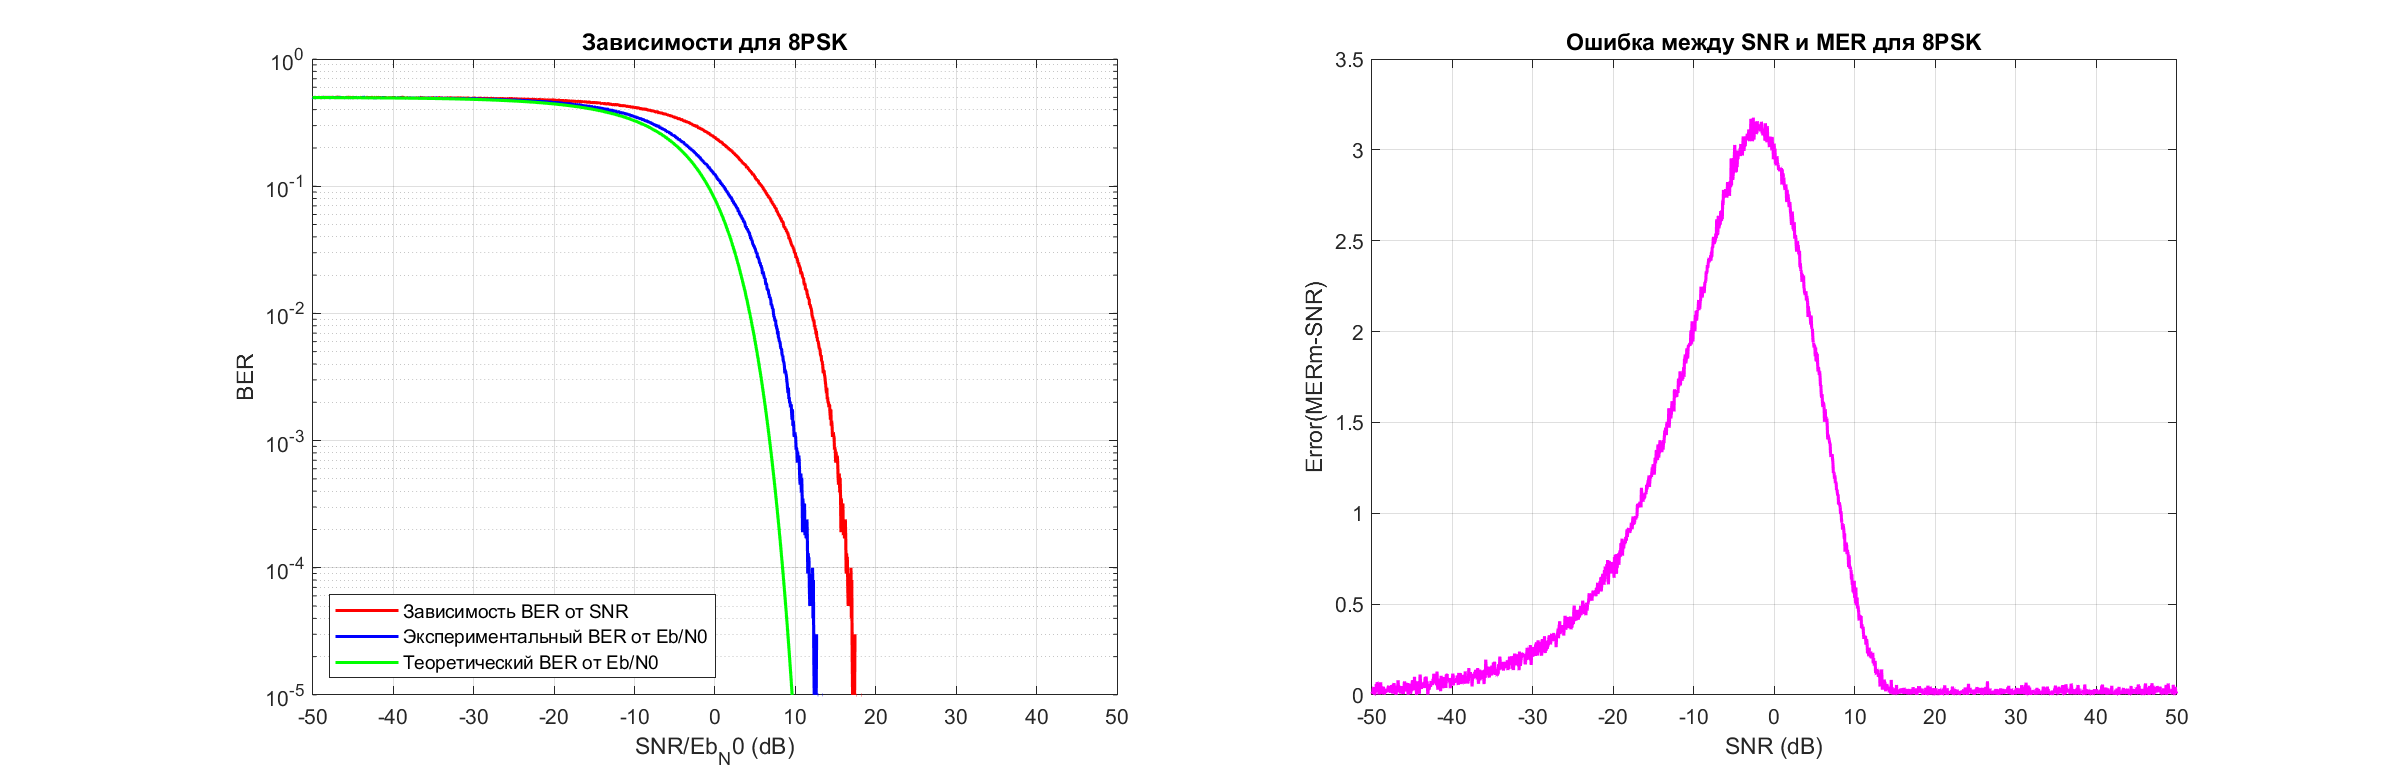 Зависимости для 8PSK
10^0
10^-1
10^-2
10^-3
10^-4
10^-5
BER
Зависимость BER от SNR
Экспериментальный BER от Eb/N0
Теоретический BER от Eb/N0
-50 -40 -30 -20 -10 0 10 20 30 40 50
SNR/Eb_N0 (dB)
Ошибка между SNR и MER для 8PSK
3.5
3
2.5
2
1.5
1
0.5
0
Error(MERm-SNR)
-50 -40 -30 -20 -10 0 10 20 30 40 50
SNR (dB)